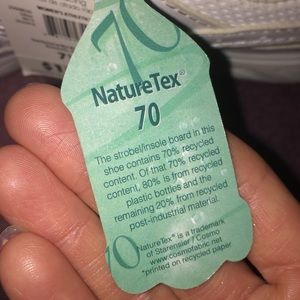 70
NatureTex®
70
The strobel/insole board in this
shoe contains 70% recycled
content. Of that 70% recycled
content, 80% is from recycled
plastic bottles and the
remaining 20% from recycled
post-industrial material.
NatureTex® is a trademark
of Starensier / Cosmo
www.cosmofabric.net
*printed on recycled paper